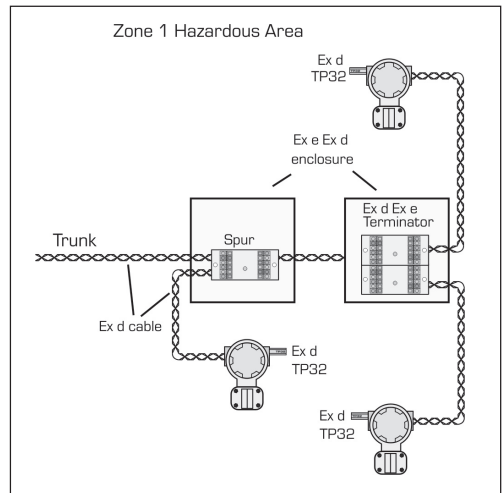 Zone 1 Hazardous Area
Ex d
TP32
Ex e Ex d
enclosure
Ex d Ex e
Terminator
Spur
Trunk
Ex d cable
Ex d
TP32
Ex d
TP32